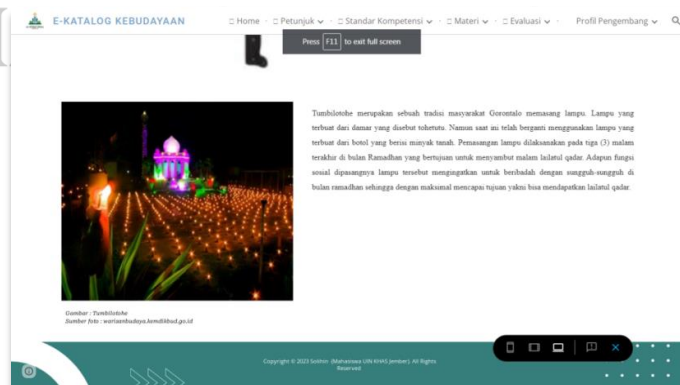 E-KATALOG KEBUDAYAAN
Home
Petunjuk
Standar Kompetensi
Materi
Evaluasi
Profil Pengembang
Press F11 to exit full screen
Tumbilotohe merupakan sebuah tradisi masyarakat Gorontalo memasang lampu. Lampu yang
terbuat dari damar yang disebut tohetutu. Namun saat ini telah berganti menggunakan lampu yang
terbuat dari botol yang berisi minyak tanah. Pemasangan lampu dilaksanakan pada tiga (3) malam
terakhir di bulan Ramadhan yang bertujuan untuk menyambut malam lailatul qadar. Adapun fungsi
sosial dipasangnya lampu tersebut mengingatkan untuk beribadah dengan sungguh-sungguh di
bulan ramadhan sehingga dengan maksimal mencapai tujuan yakni bisa mendapatkan lailatul qadar.
Gambar : Tumbilotohe
Sumber foto : warisanbudaya.kemdikbud.go.id
Copyright © 2023 Solihin (Mahasiswa UIN KHAS Jember). All Rights
Reserved